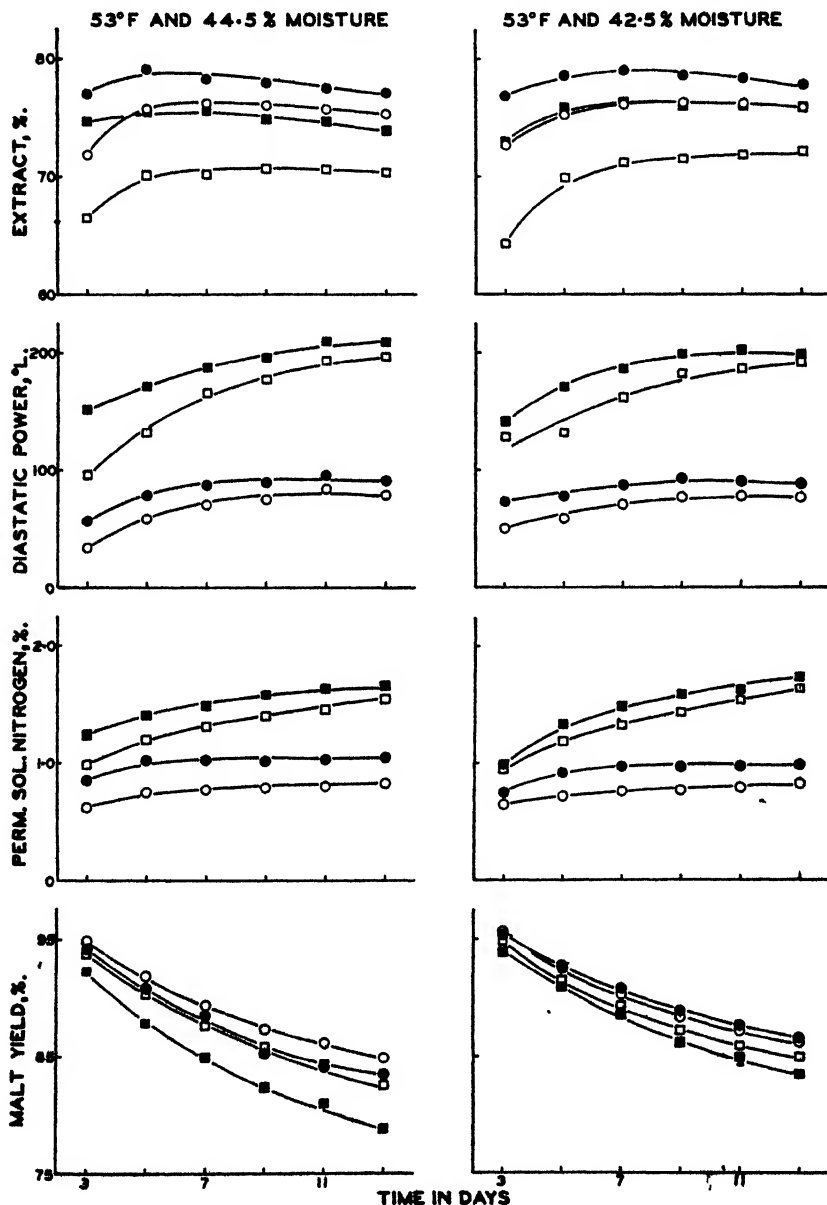 53°F AND 44·5% MOISTURE
53°F AND 42·5% MOISTURE
EXTRACT, %.
80
70
60
DIASTATIC POWER, °L.
200
100
0
PERM. SOL. NITROGEN, %.
2·0
1·0
0
MALT YIELD, %.
95
85
75
3
7
11
3
7
11
TIME IN DAYS